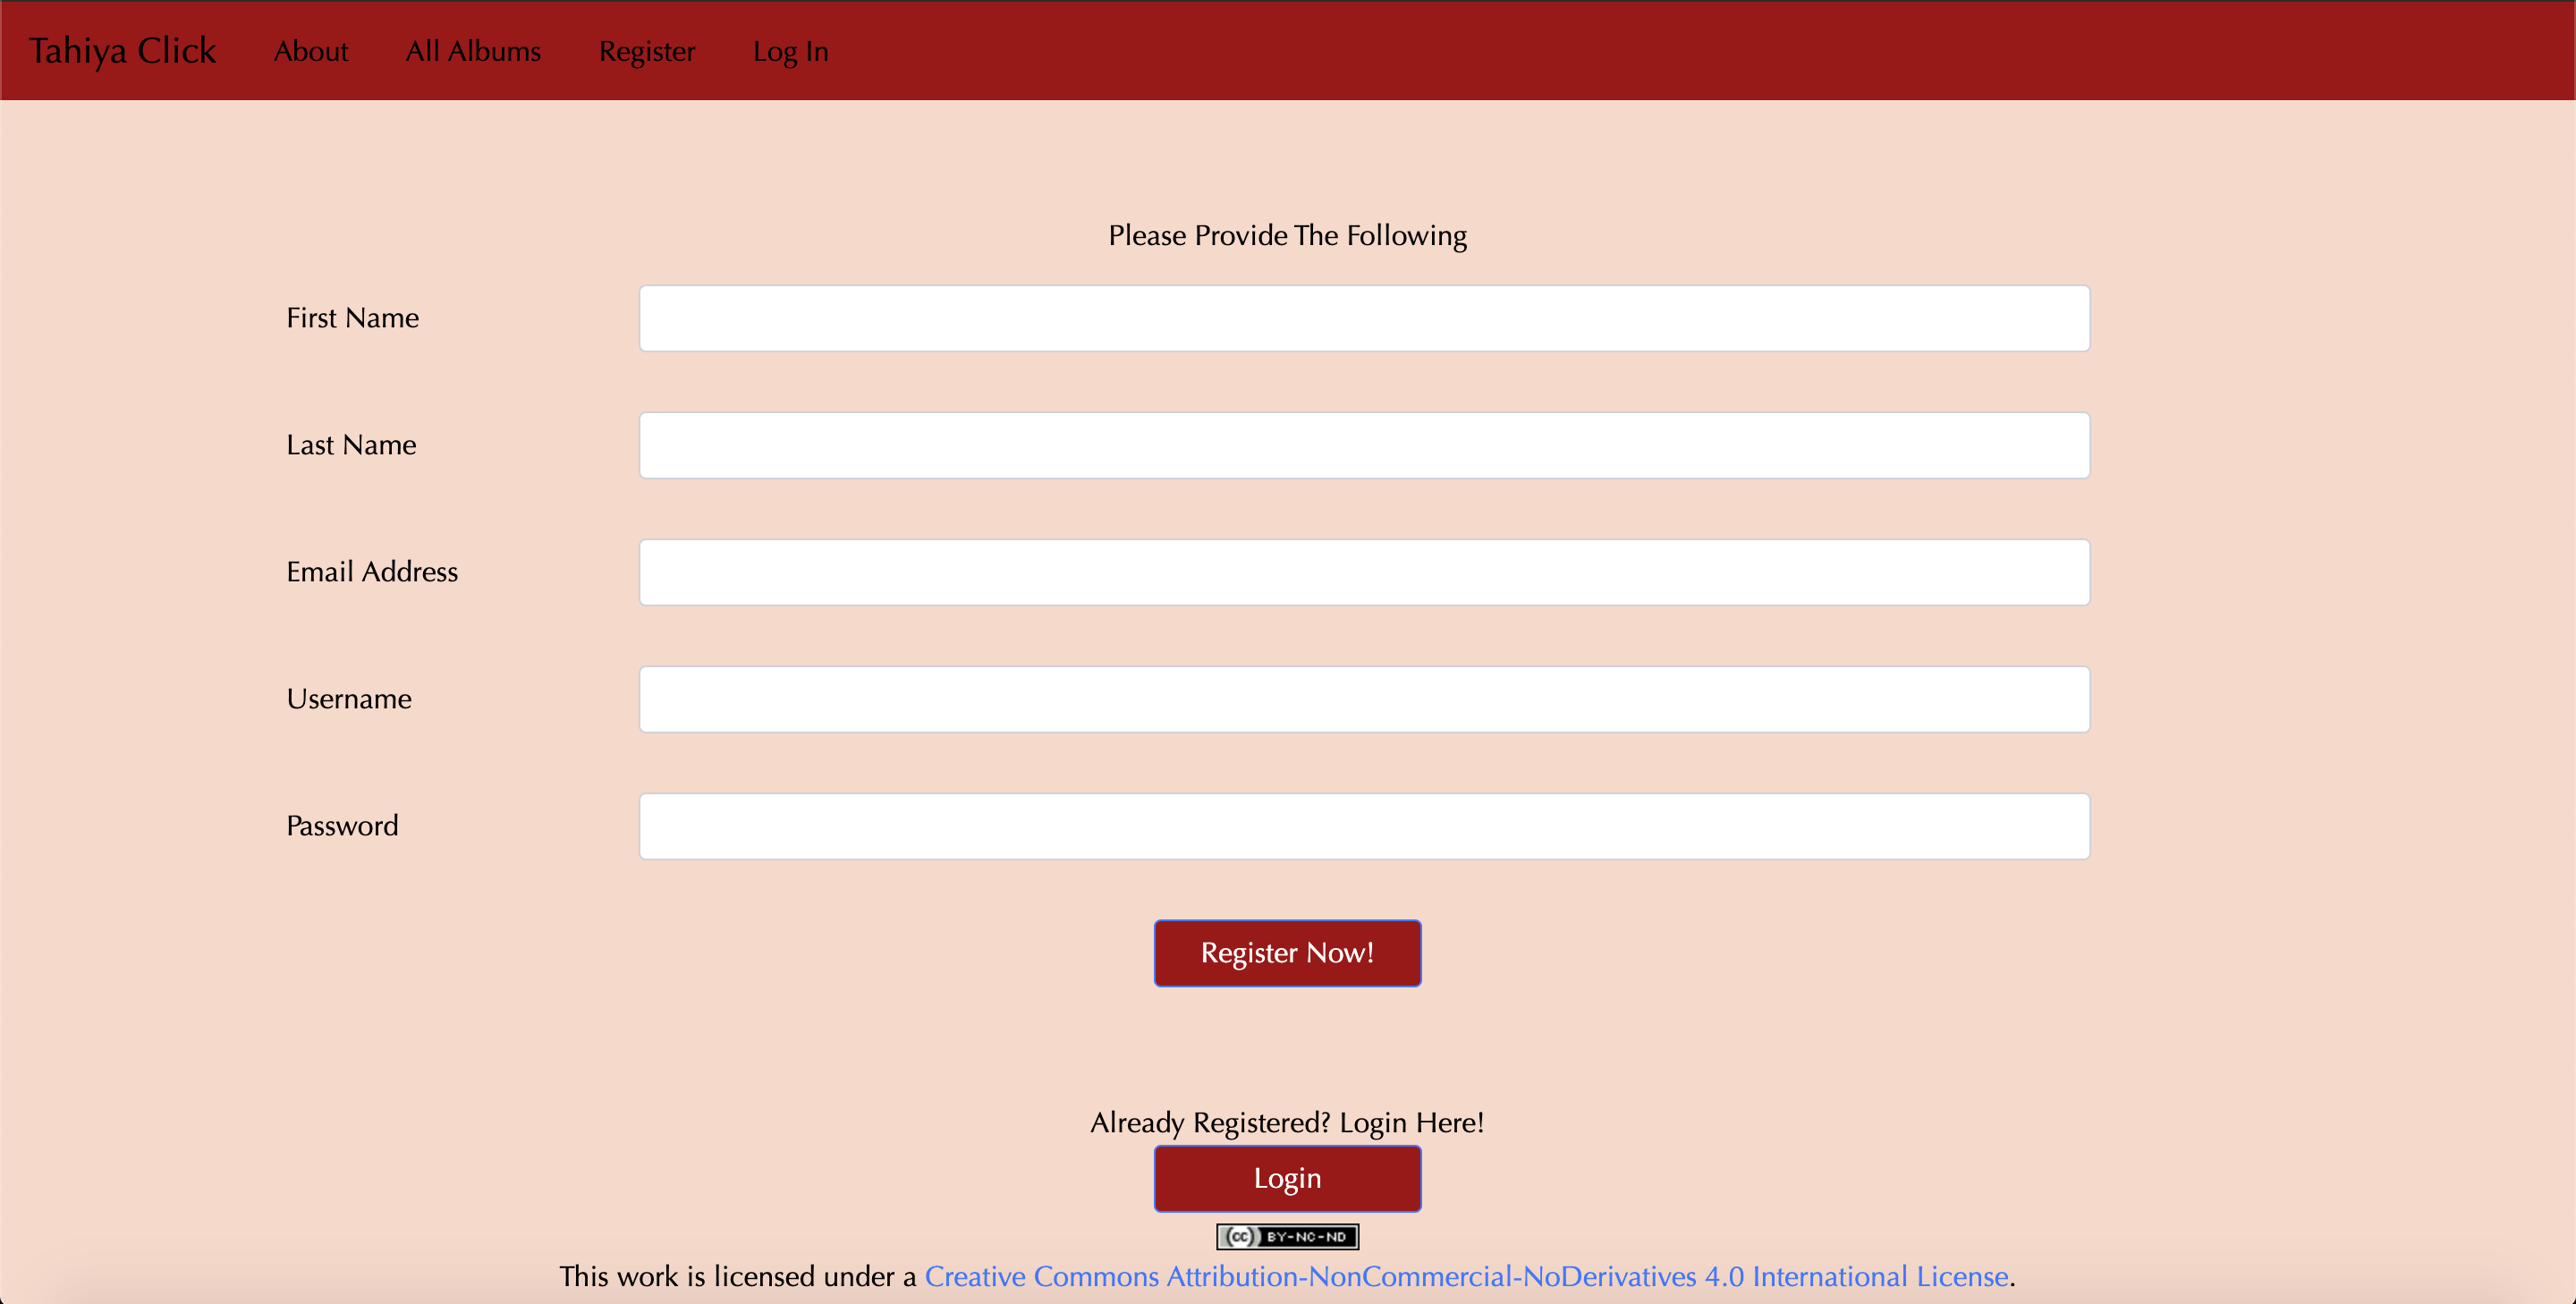 Tahiya Click About All Albums Register Log In
Please Provide The Following
First Name
Last Name
Email Address
Username
Password
Register Now!
Already Registered? Login Here!
Login
cc BY-NC-ND
This work is licensed under a Creative Commons Attribution-NonCommercial-NoDerivatives 4.0 International License.